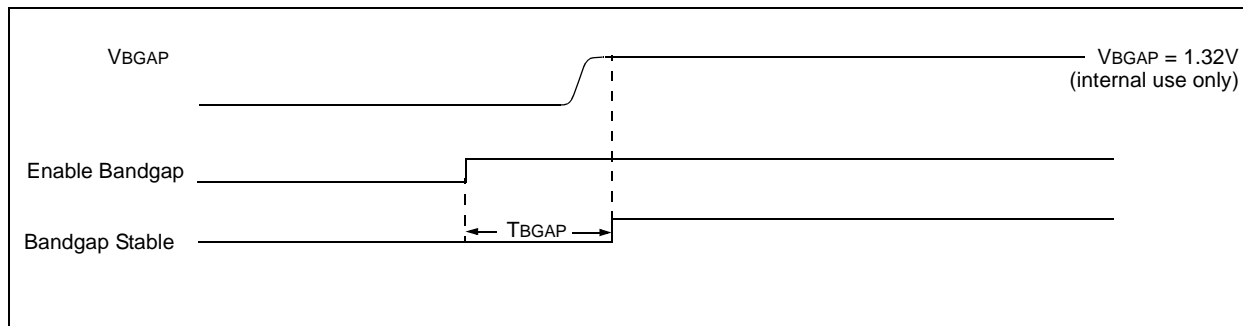 VBGAP
VBGAP = 1.32V
(internal use only)
Enable Bandgap
TBGAP
Bandgap Stable